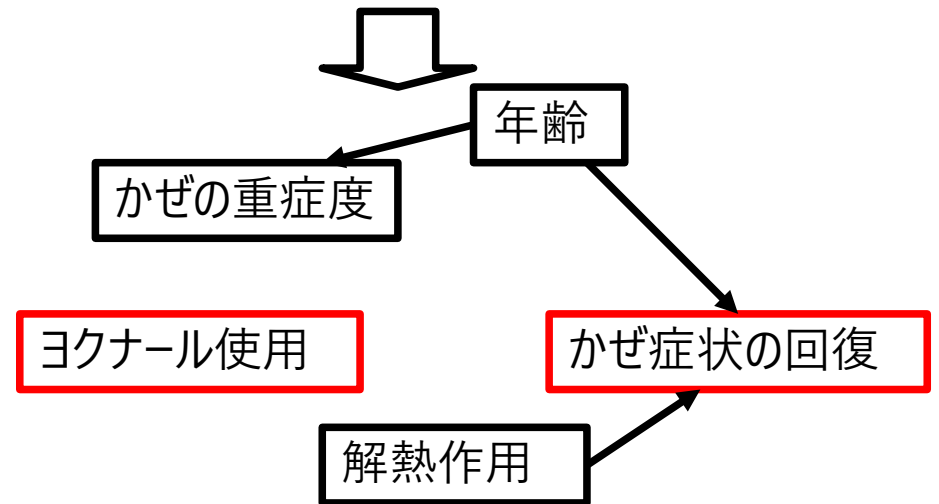 年齢
かぜの重症度
ヨクナール使用
かぜ症状の回復
解熱作用